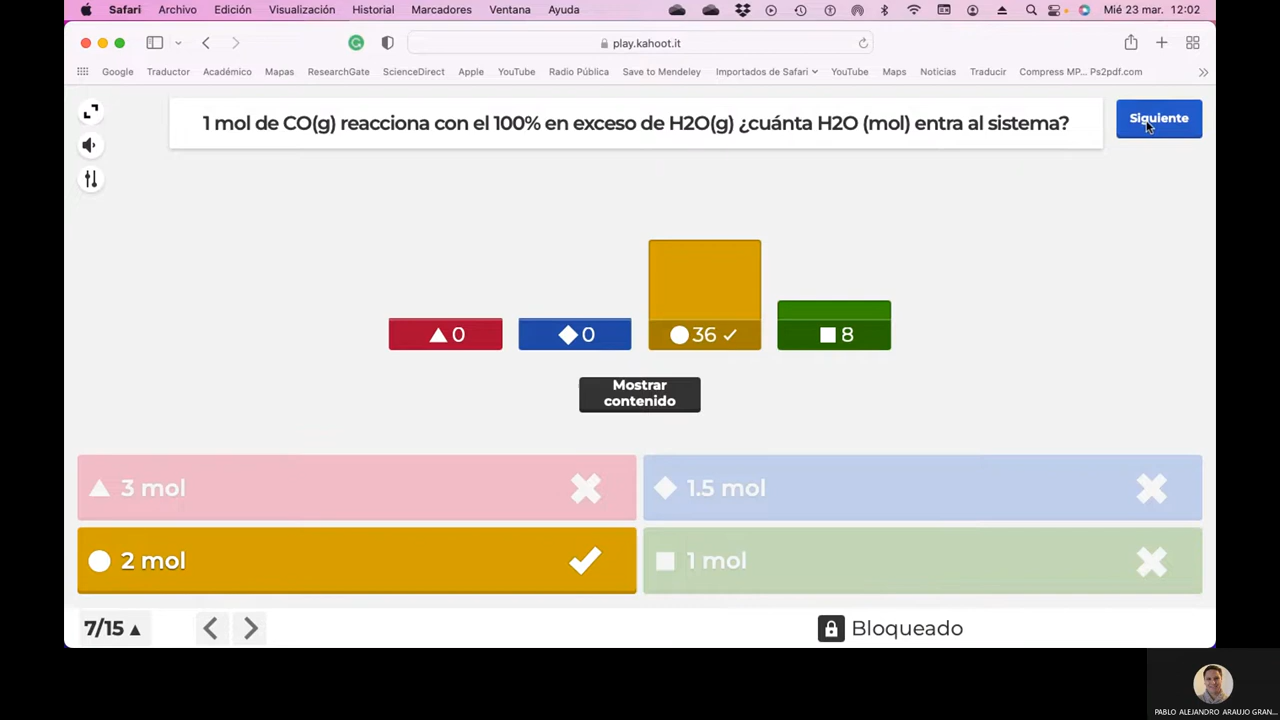 Safari Archivo Edición Visualización Historial Marcadores Ventana Ayuda Mié 23 mar. 12:02
play.kahoot.it
Google Traductor Académico Mapas ResearchGate ScienceDirect Apple YouTube Radio Pública Save to Mendeley Importados de Safari YouTube Maps Noticias Traducir Compress MP... Ps2pdf.com
1 mol de CO(g) reacciona con el 100% en exceso de H2O(g) ¿cuánta H2O (mol) entra al sistema?
Siguiente
0 0 36 8
Mostrar
contenido
3 mol
1.5 mol
2 mol
1 mol
7/15
Bloqueado
PABLO ALEJANDRO ARAUJO GRAN...